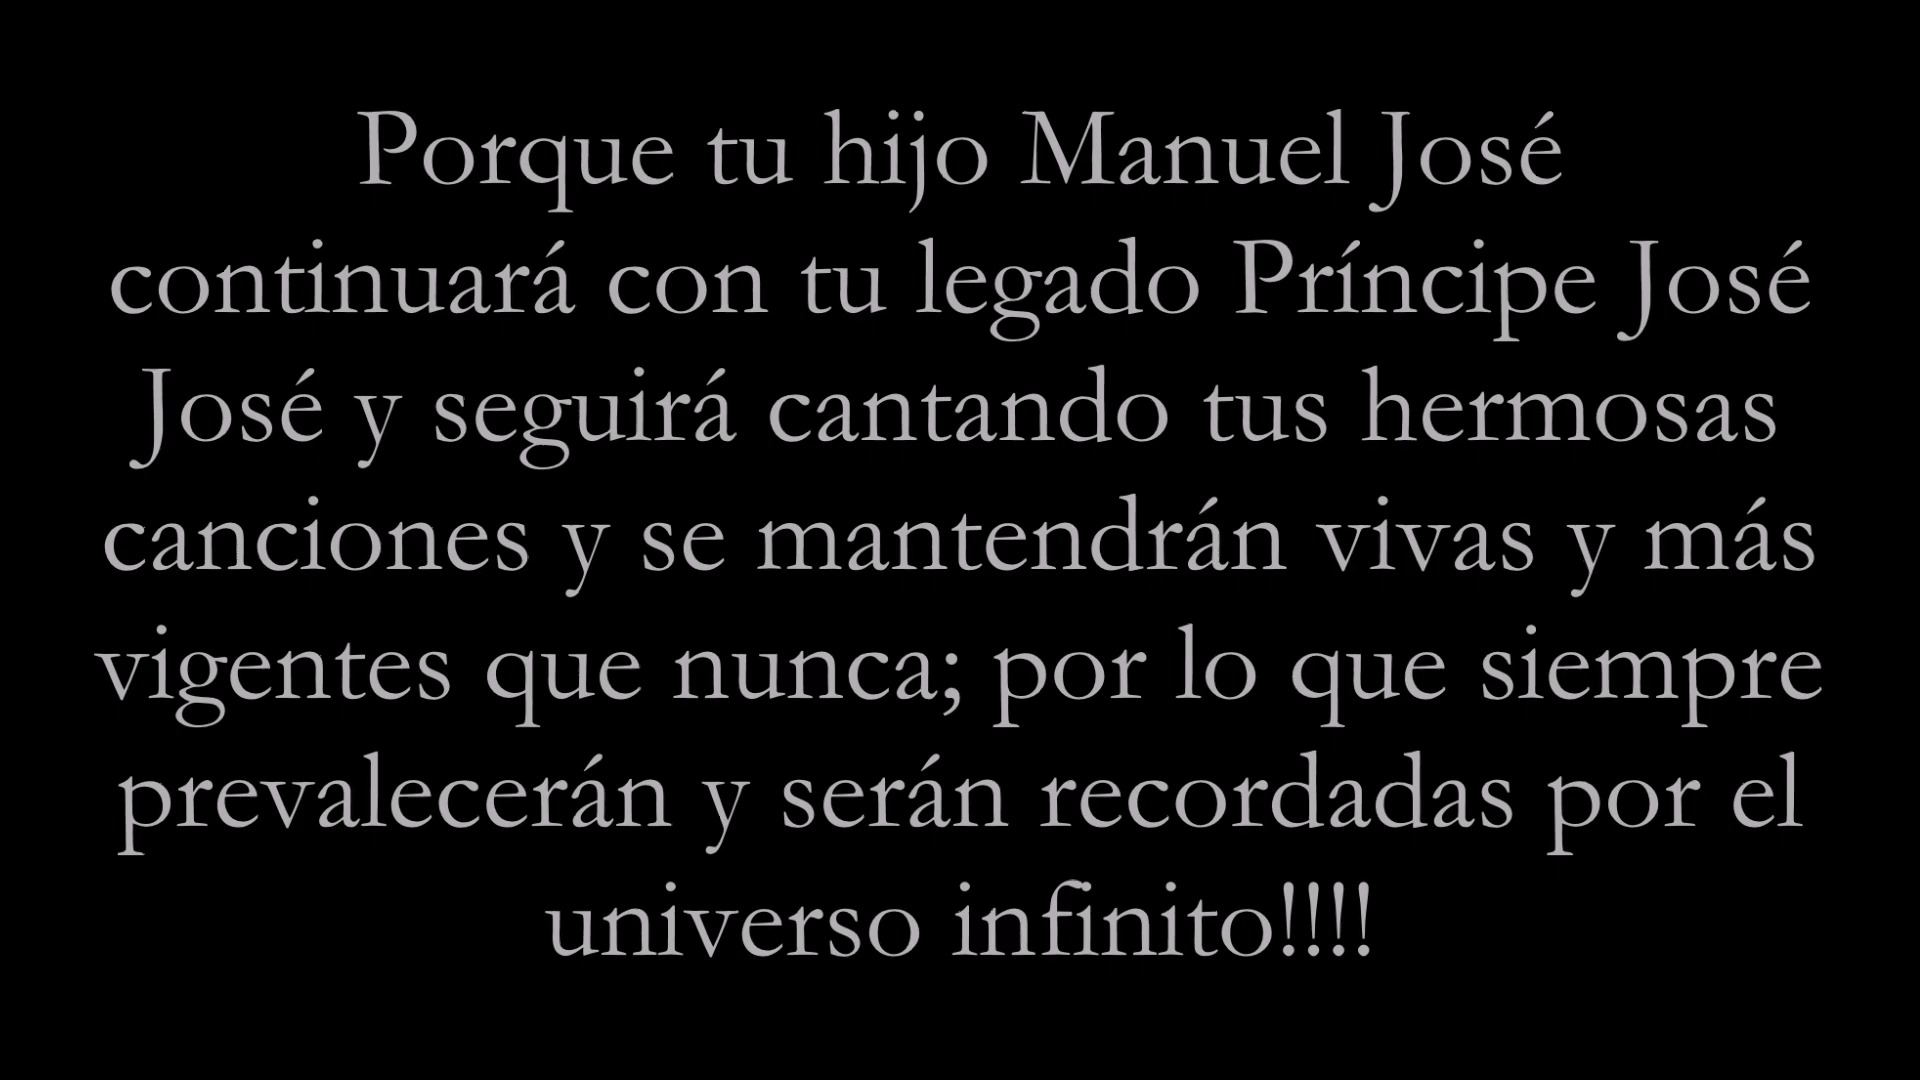 Porque tu hijo Manuel José
continuará con tu legado Príncipe José
José y seguirá cantando tus hermosas
canciones y se mantendrán vivas y más
vigentes que nunca; por lo que siempre
prevalecerán y serán recordadas por el
universo infinito!!!!